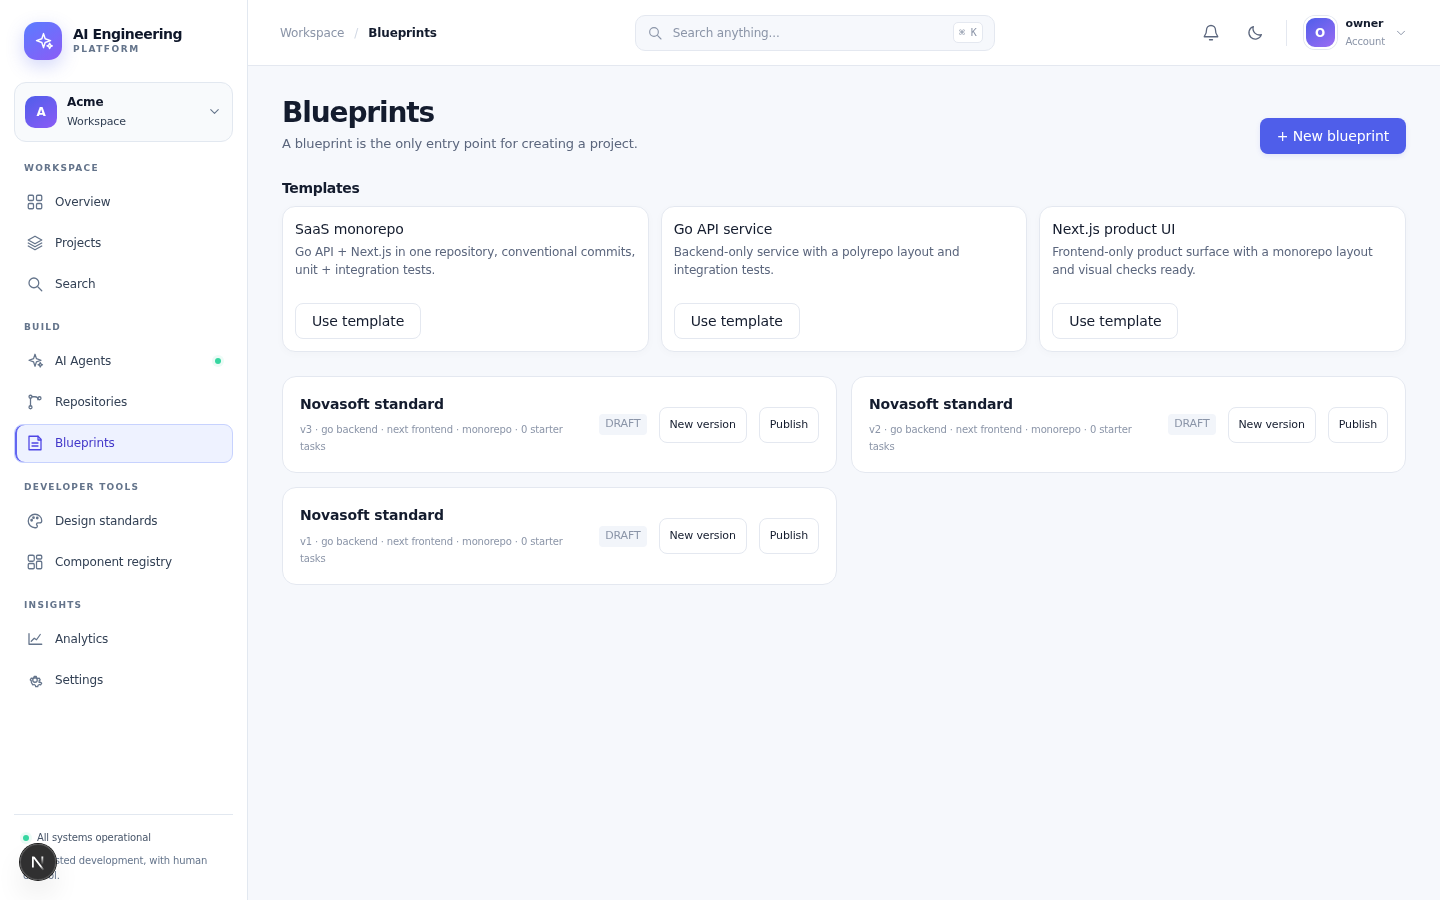 AI Engineering
PLATFORM
A
Acme
Workspace
WORKSPACE
Overview
Projects
Search
BUILD
AI Agents
Repositories
Blueprints
DEVELOPER TOOLS
Design standards
Component registry
INSIGHTS
Analytics
Settings
All systems operational
sted development, with human
N
Workspace / Blueprints
Search anything...
⌘ K
O
owner
Account
Blueprints
A blueprint is the only entry point for creating a project.
+ New blueprint
Templates
SaaS monorepo
Go API + Next.js in one repository, conventional commits,
unit + integration tests.
Use template
Go API service
Backend-only service with a polyrepo layout and
integration tests.
Use template
Next.js product UI
Frontend-only product surface with a monorepo layout
and visual checks ready.
Use template
Novasoft standard
v3 · go backend · next frontend · monorepo · 0 starter
tasks
DRAFT
New version
Publish
Novasoft standard
v2 · go backend · next frontend · monorepo · 0 starter
tasks
DRAFT
New version
Publish
Novasoft standard
v1 · go backend · next frontend · monorepo · 0 starter
tasks
DRAFT
New version
Publish